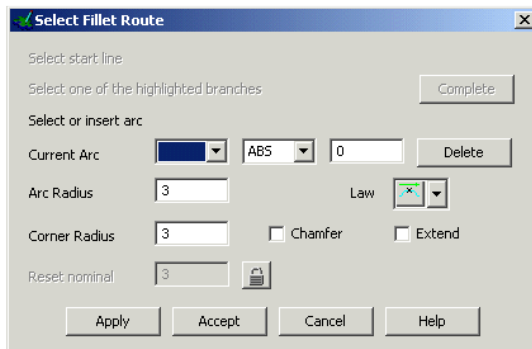 Select Fillet Route
Select start line
Select one of the highlighted branches Complete
Select or insert arc
Current Arc ABS 0 Delete
Arc Radius 3 Law
Corner Radius 3 Chamfer Extend
Reset nominal 3
Apply Accept Cancel Help